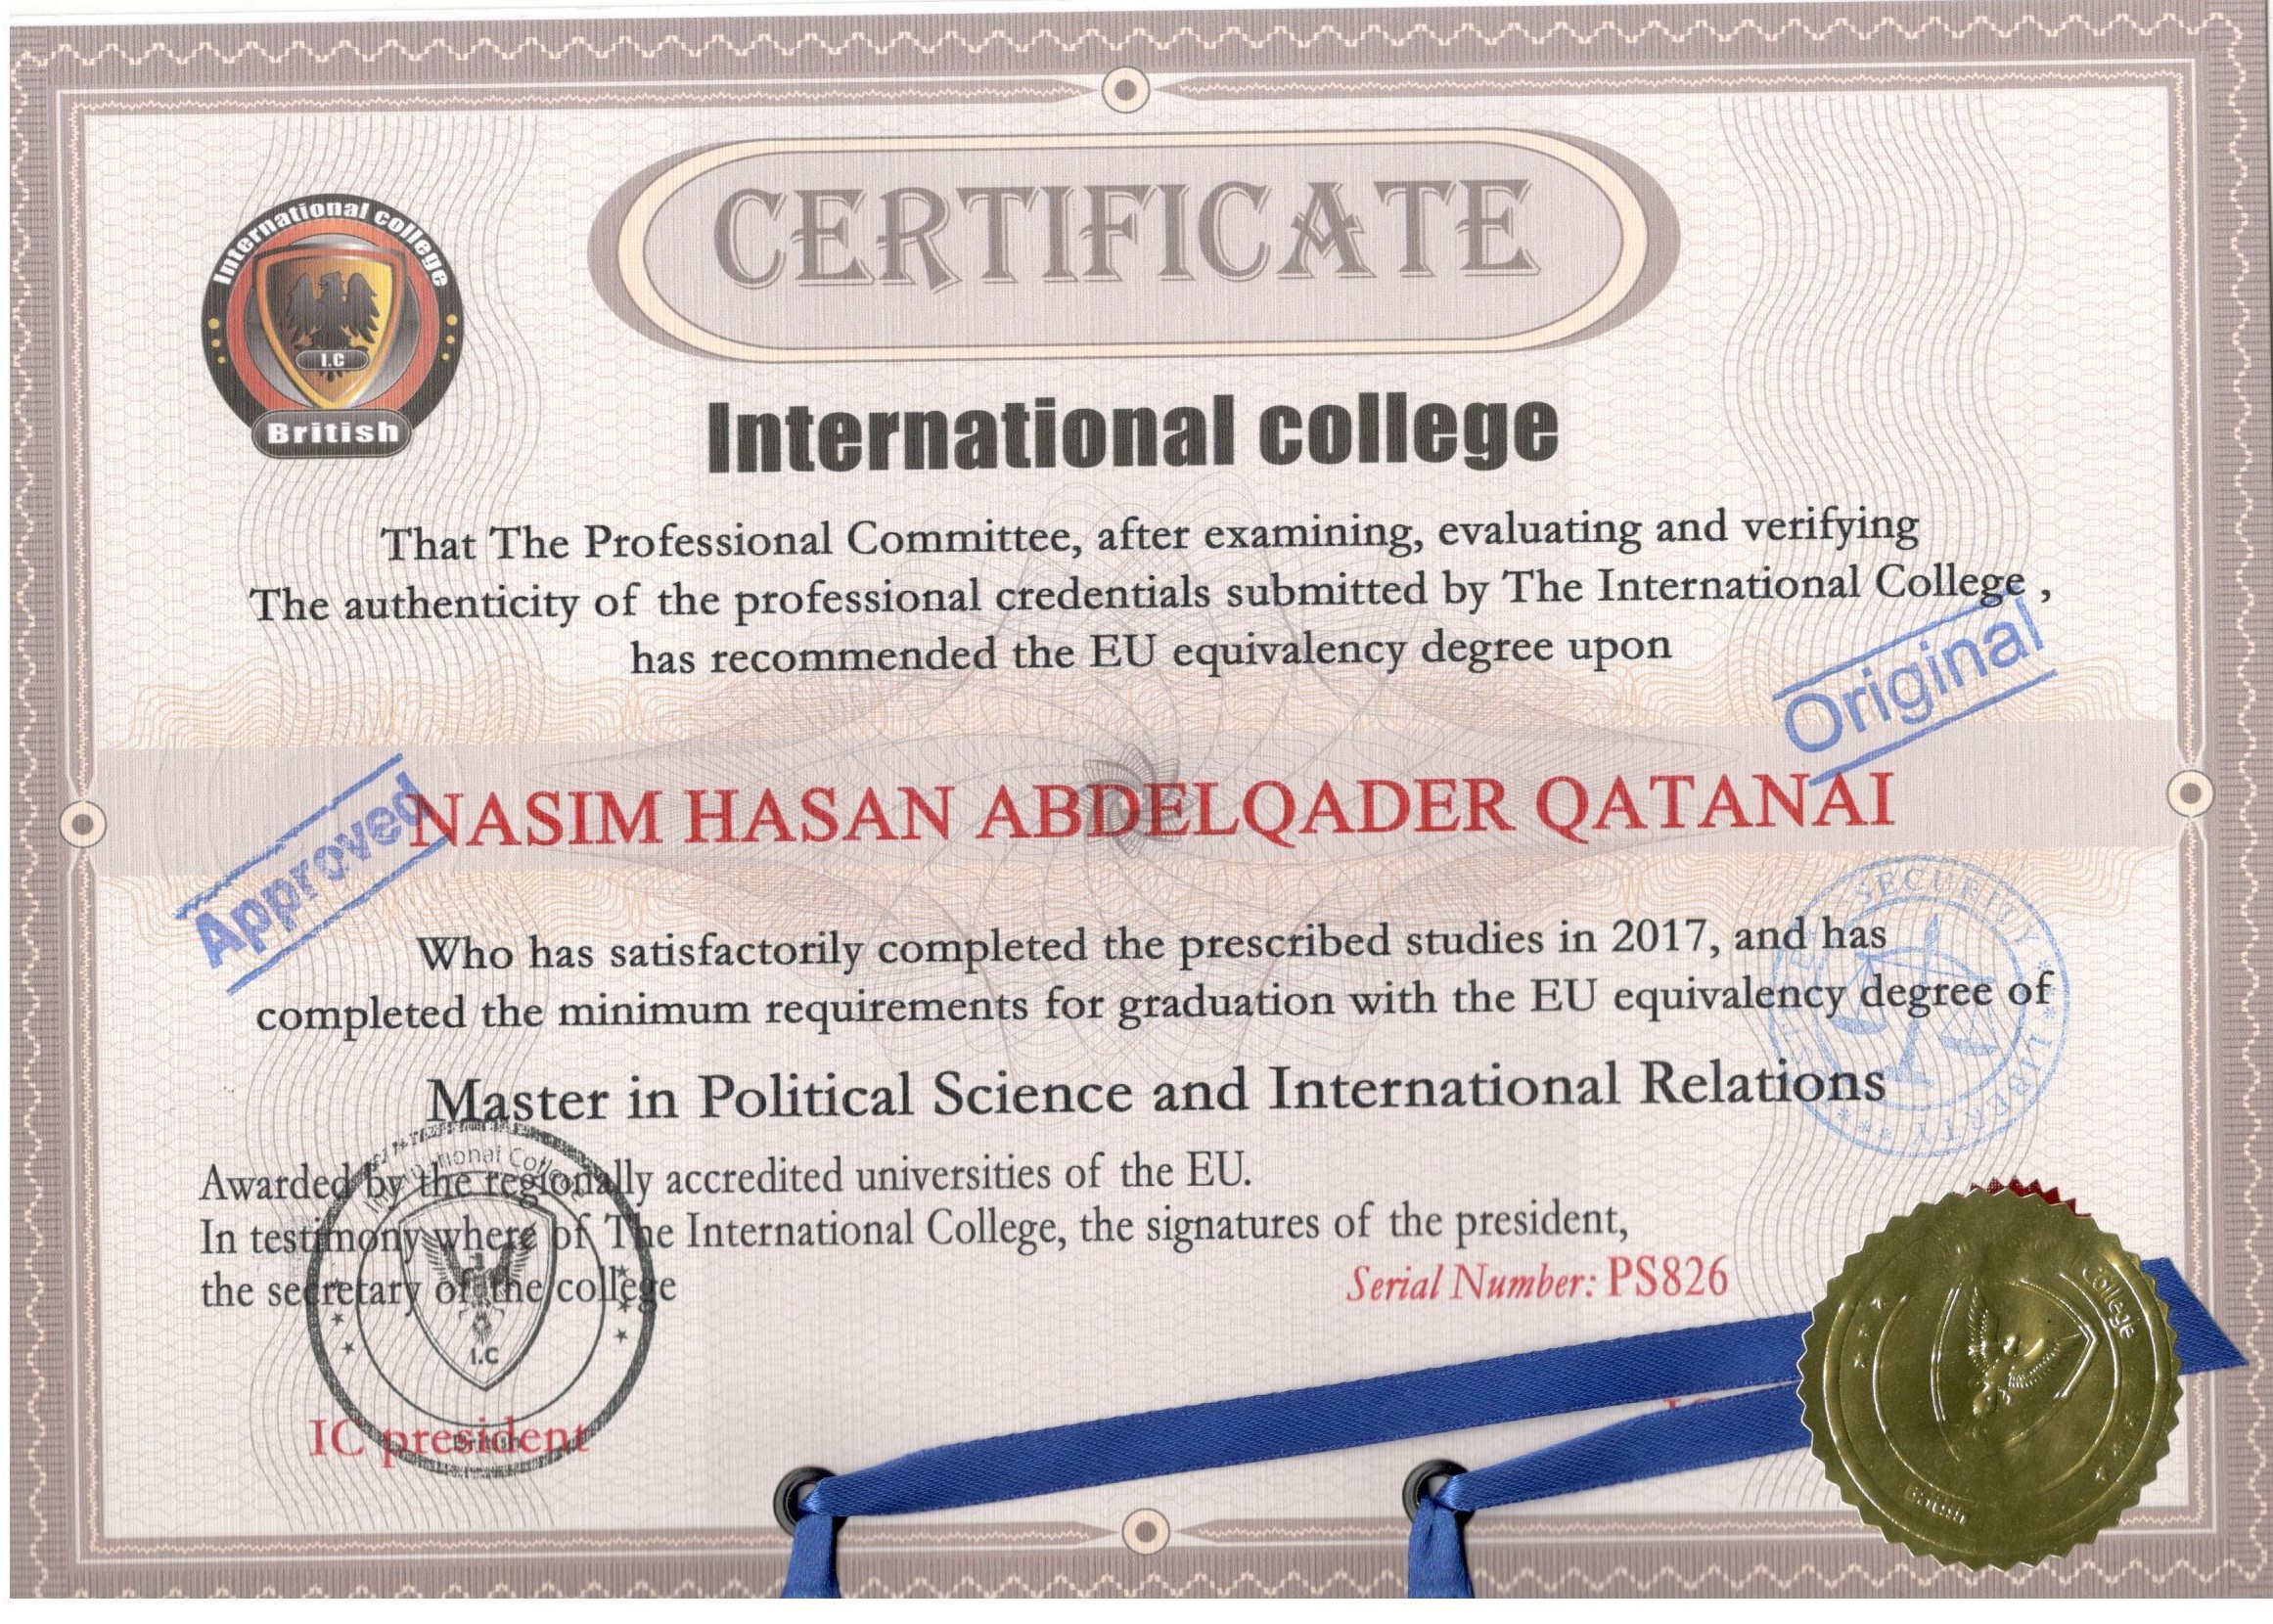 International college
I.C
British
CERTIFICATE
International college
That The Professional Committee, after examining, evaluating and verifying
The authenticity of the professional credentials submitted by The International College ,
has recommended the EU equivalency degree upon
Original
Approved
NASIM HASAN ABDELQADER QATANAI
Who has satisfactorily completed the prescribed studies in 2017, and has
completed the minimum requirements for graduation with the EU equivalency degree of
SECURITY * * LIBERTY * *
Master in Political Science and International Relations
Awarded by the regionally accredited universities of the EU.
In testimony where of The International College, the signatures of the president,
the secretary of the college
Serial Number: PS826
International College
I.C
British
IC president
College
British